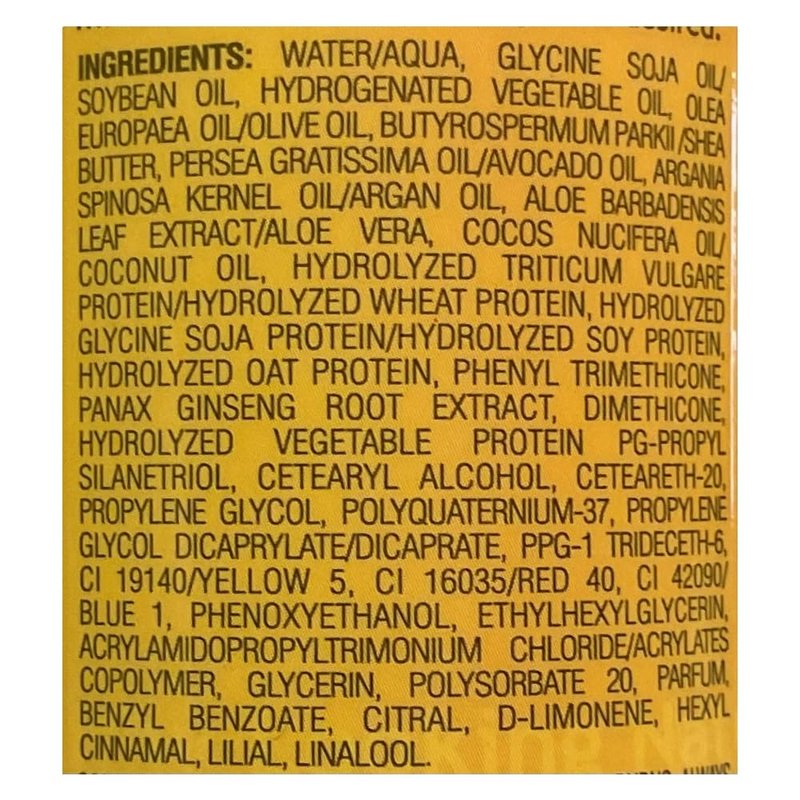 INGREDIENTS: WATER/AQUA, GLYCINE SOJA OIL/
SOYBEAN OIL, HYDROGENATED VEGETABLE OIL, OLEA
EUROPAEA OIL/OLIVE OIL, BUTYROSPERMUM PARKII/SHEA
BUTTER, PERSEA GRATISSIMA OIL/AVOCADO OIL, ARGANIA
SPINOSA KERNEL OIL/ARGAN OIL, ALOE BARBADENSIS
LEAF EXTRACT/ALOE VERA, COCOS NUCIFERA OIL/
COCONUT OIL, HYDROLYZED TRITICUM VULGARE
PROTEIN/HYDROLYZED WHEAT PROTEIN, HYDROLYZED
GLYCINE SOJA PROTEIN/HYDROLYZED SOY PROTEIN,
HYDROLYZED OAT PROTEIN, PHENYL TRIMETHICONE,
PANAX GINSENG ROOT EXTRACT, DIMETHICONE,
HYDROLYZED VEGETABLE PROTEIN PG-PROPYL
SILANETRIOL, CETEARYL ALCOHOL, CETEARETH-20,
PROPYLENE GLYCOL, POLYQUATERNIUM-37, PROPYLENE
GLYCOL DICAPRYLATE/DICAPRATE, PPG-1 TRIDECETH-6,
CI 19140/YELLOW 5, CI 16035/RED 40, CI 42090/
BLUE 1, PHENOXYETHANOL, ETHYLHEXYLGLYCERIN,
ACRYLAMIDOPROPYLTRIMONIUM CHLORIDE/ACRYLATES
COPOLYMER, GLYCERIN, POLYSORBATE 20, PARFUM,
BENZYL BENZOATE, CITRAL, D-LIMONENE, HEXYL
CINNAMAL, LILIAL, LINALOOL.